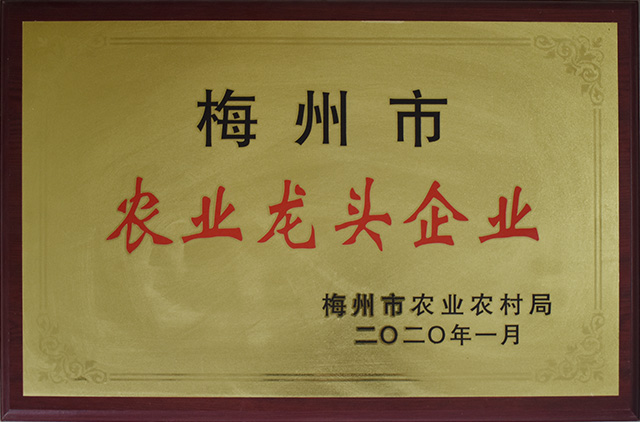 梅州市
农业龙头企业
梅州市农业农村局
二〇二〇年一月